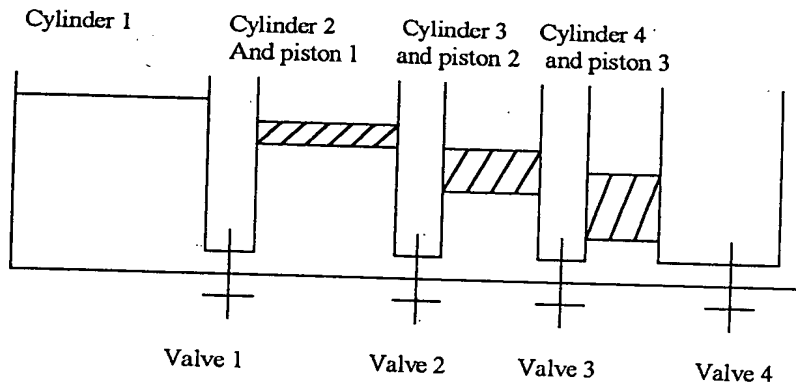 Cylinder 1
Cylinder 2
And piston 1
Cylinder 3
and piston 2
Cylinder 4
and piston 3
Valve 1
Valve 2
Valve 3
Valve 4